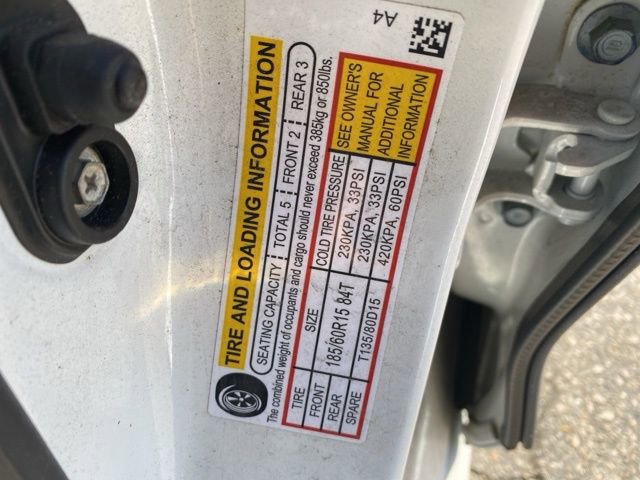 A4
TIRE AND LOADING INFORMATION
SEATING CAPACITY TOTAL 5 FRONT 2 REAR 3
The combined weight of occupants and cargo should never exceed 385kg or 850lbs.
TIRE SIZE COLD TIRE PRESSURE SEE OWNER'S MANUAL FOR ADDITIONAL INFORMATION
FRONT 185/60R15 84T 230KPA, 33PSI
REAR 230KPA, 33PSI
SPARE T135/80D15 420KPA, 60PSI